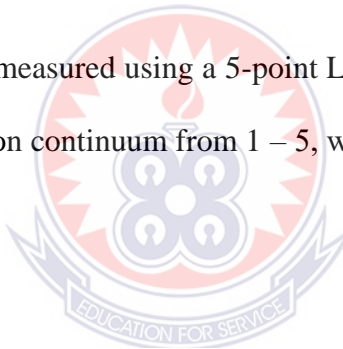 measured using a 5-point L
on continuum from 1 – 5, w
EDUCATION FOR SERVICE